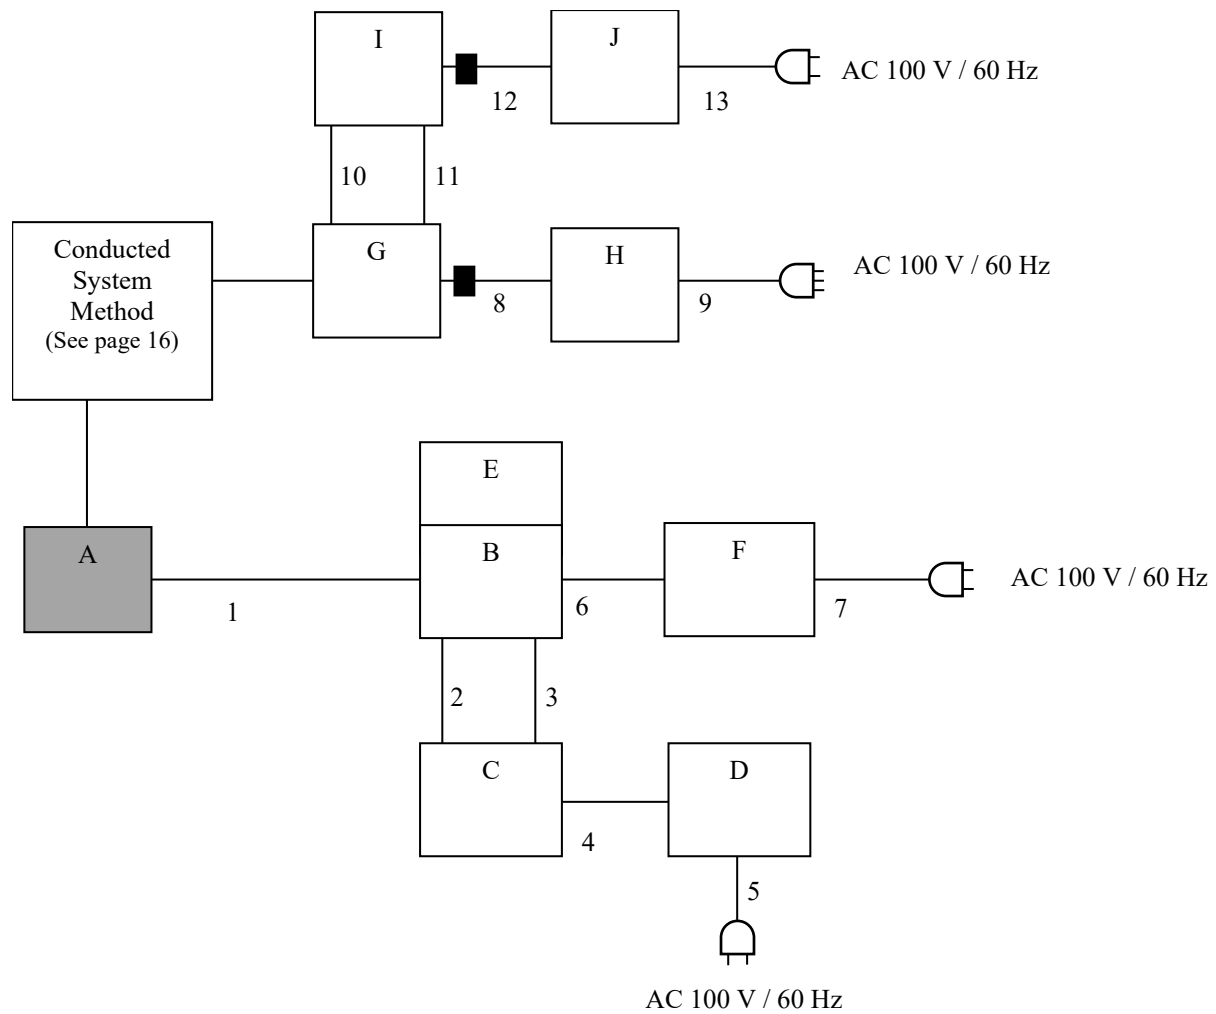 I
J
AC 100 V / 60 Hz
12
13
10
11
Conducted
System
Method
(See page 16)
G
H
AC 100 V / 60 Hz
8
9
E
A
B
F
AC 100 V / 60 Hz
1
6
7
2
3
C
D
4
5
AC 100 V / 60 Hz